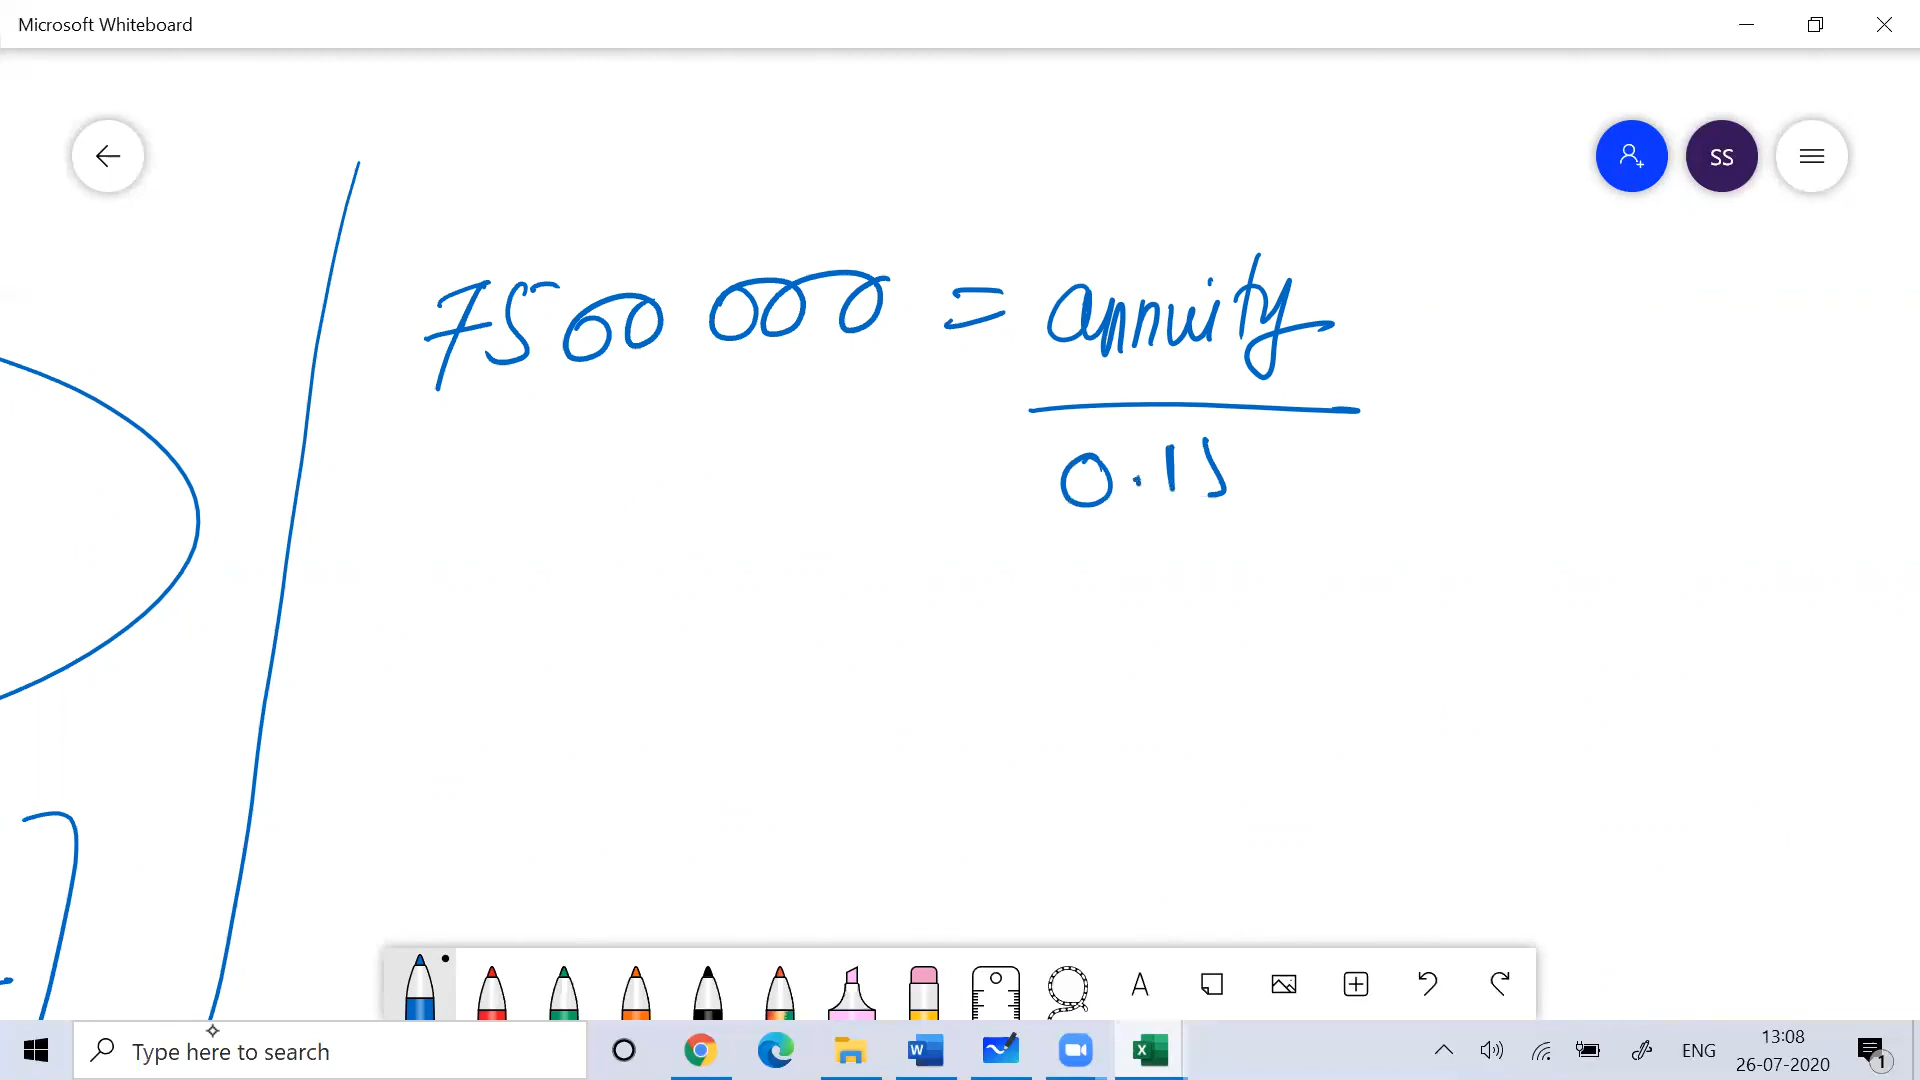 Microsoft Whiteboard
SS
7500 000 = annuity
0.15
A
Type here to search
ENG
13:08
26-07-2020
1